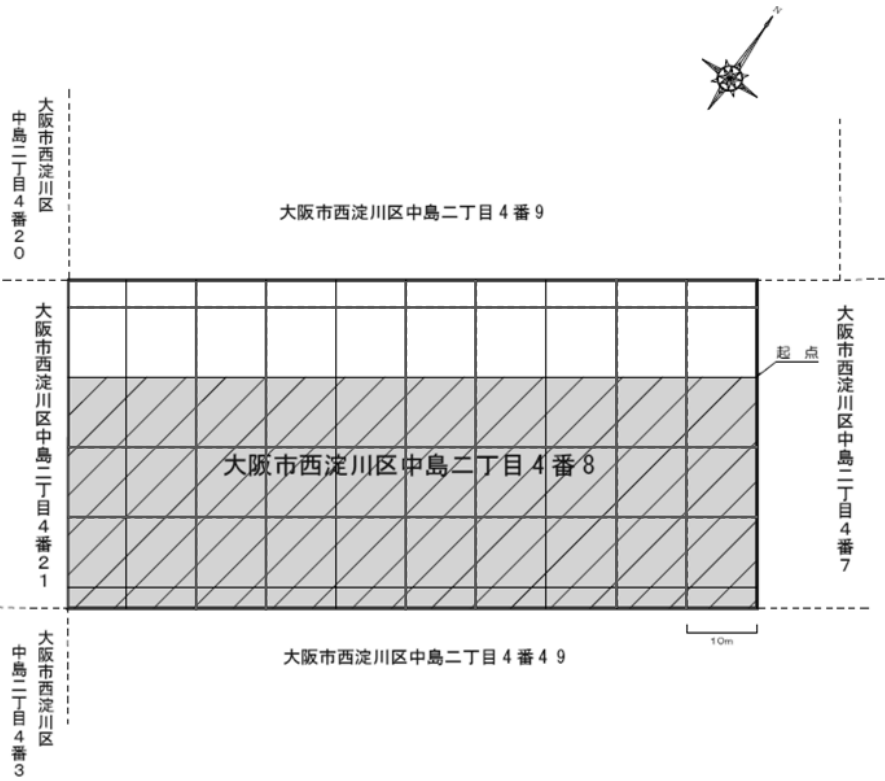 N
大阪市西淀川区
中島二丁目4番20
大阪市西淀川区中島二丁目4番9
大阪市西淀川区中島二丁目4番21
起点
大阪市西淀川区中島二丁目4番7
大阪市西淀川区中島二丁目4番8
10m
大阪市西淀川区中島二丁目4番49
大阪市西淀川区
中島二丁目4番3